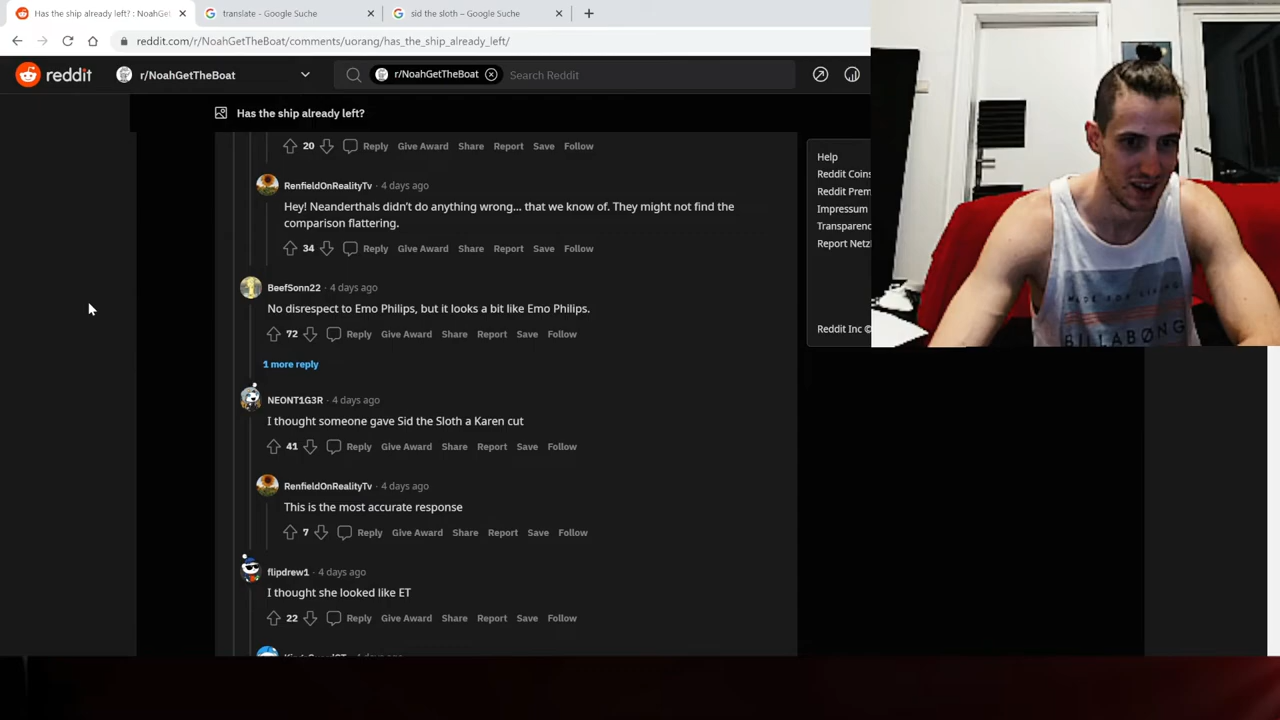 Has the ship already left? : NoahGet
translate - Google Suche
sid the sloth - Google Suche
reddit.com/r/NoahGetTheBoat/comments/uorang/has_the_ship_already_left/
reddit
r/NoahGetTheBoat
r/NoahGetTheBoat
Search Reddit
Has the ship already left?
20 Reply Give Award Share Report Save Follow
RenfieldOnRealityTv · 4 days ago
Hey! Neanderthals didn't do anything wrong... that we know of. They might not find the
comparison flattering.
34 Reply Give Award Share Report Save Follow
BeefSonn22 · 4 days ago
No disrespect to Emo Philips, but it looks a bit like Emo Philips.
72 Reply Give Award Share Report Save Follow
1 more reply
NEONT1G3R · 4 days ago
I thought someone gave Sid the Sloth a Karen cut
41 Reply Give Award Share Report Save Follow
RenfieldOnRealityTv · 4 days ago
This is the most accurate response
7 Reply Give Award Share Report Save Follow
flipdrew1 · 4 days ago
I thought she looked like ET
22 Reply Give Award Share Report Save Follow
Help
Reddit Coins
Reddit Prem
Impressum
Transparenc
Report Netz
Reddit Inc ©
MADE FOR LIVING
BILLABONG